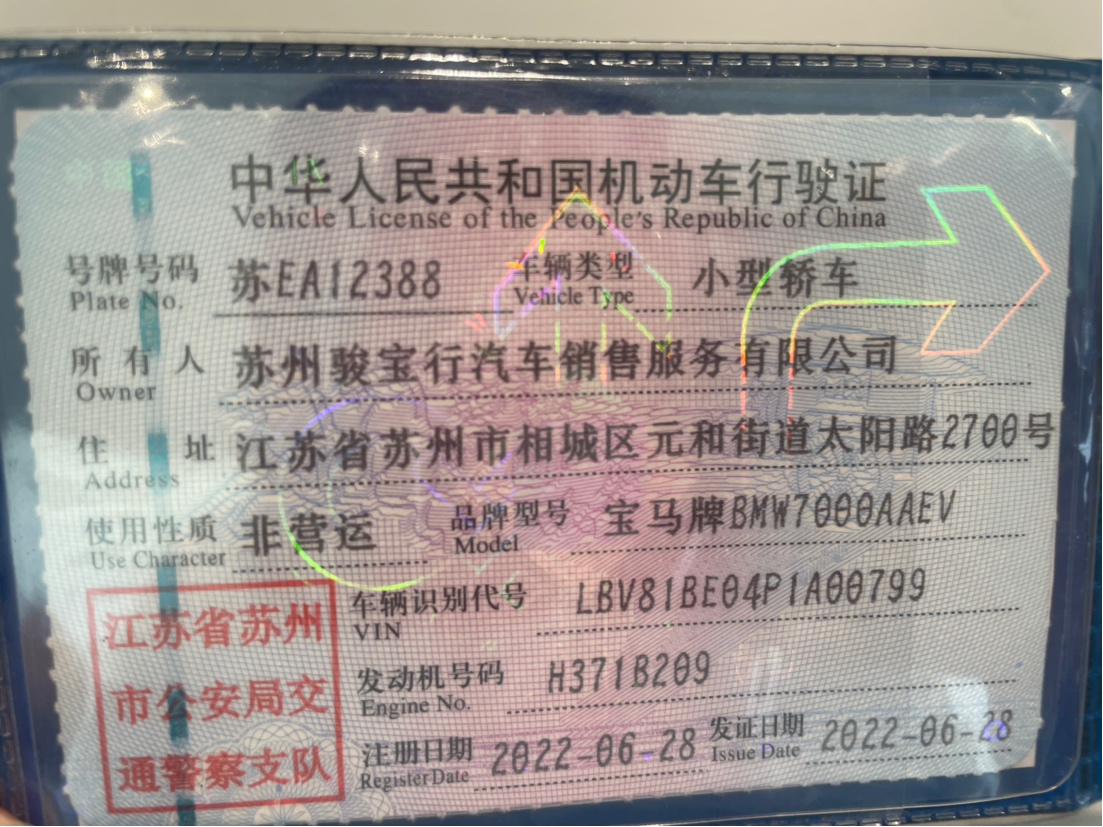 中华人民共和国机动车行驶证
Vehicle License of the People's Republic of China
号牌号码 苏EA12388 车辆类型 小型轿车
Plate No. Vehicle Type
所有人 苏州骏宝行汽车销售服务有限公司
Owner
住址 江苏省苏州市相城区元和街道太阳路2700号
Address
使用性质 非营运 品牌型号 宝马牌BMW7000AAEV
Use Character Model
车辆识别代号 LBV81BE04P1A00799
VIN
发动机号码 H371B209
Engine No.
注册日期 2022-06-28 发证日期 2022-06-28
Register Date Issue Date
江苏省苏州
市公安局交
通警察支队